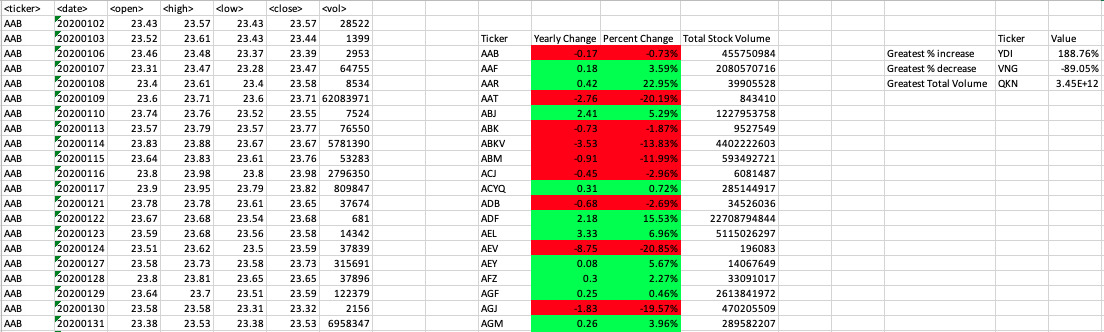 <ticker> <date> <open> <high> <low> <close> <vol>
AAB 20200102 23.43 23.57 23.43 23.57 28522
AAB 20200103 23.52 23.61 23.43 23.44 1399 Ticker Yearly Change Percent Change Total Stock Volume Ticker Value
AAB 20200106 23.46 23.48 23.37 23.39 2953 AAB -0.17 -0.73% 455750984 Greatest % increase YDI 188.76%
AAB 20200107 23.31 23.47 23.28 23.47 64755 AAF 0.18 3.59% 2080570716 Greatest % decrease VNG -89.05%
AAB 20200108 23.4 23.61 23.4 23.58 8534 AAR 0.42 22.95% 39905528 Greatest Total Volume QKN 3.45E+12
AAB 20200109 23.6 23.71 23.6 23.71 62083971 AAT -2.76 -20.19% 843410
AAB 20200110 23.74 23.76 23.52 23.55 7524 ABJ 2.41 5.29% 1227953758
AAB 20200113 23.57 23.79 23.57 23.77 76550 ABK -0.73 -1.87% 9527549
AAB 20200114 23.83 23.88 23.67 23.67 5781390 ABKV -3.53 -13.83% 4402222603
AAB 20200115 23.64 23.83 23.61 23.76 53283 ABM -0.91 -11.99% 593492721
AAB 20200116 23.8 23.98 23.8 23.98 2796350 ACJ -0.45 -2.96% 6081487
AAB 20200117 23.9 23.95 23.79 23.82 809847 ACYQ 0.31 0.72% 285144917
AAB 20200121 23.78 23.78 23.61 23.65 37674 ADB -0.68 -2.69% 34526036
AAB 20200122 23.67 23.68 23.54 23.68 681 ADF 2.18 15.53% 22708794844
AAB 20200123 23.59 23.68 23.56 23.58 14342 AEL 3.33 6.96% 5115026297
AAB 20200124 23.51 23.62 23.5 23.59 37839 AEV -8.75 -20.85% 196083
AAB 20200127 23.58 23.73 23.58 23.73 315691 AEY 0.08 5.67% 14067649
AAB 20200128 23.8 23.81 23.65 23.65 37896 AFZ 0.3 2.27% 33091017
AAB 20200129 23.64 23.7 23.51 23.59 122379 AGF 0.25 0.46% 2613841972
AAB 20200130 23.58 23.58 23.31 23.32 2156 AGJ -1.83 -19.57% 470205509
AAB 20200131 23.38 23.53 23.38 23.53 6958347 AGM 0.26 3.96% 289582207